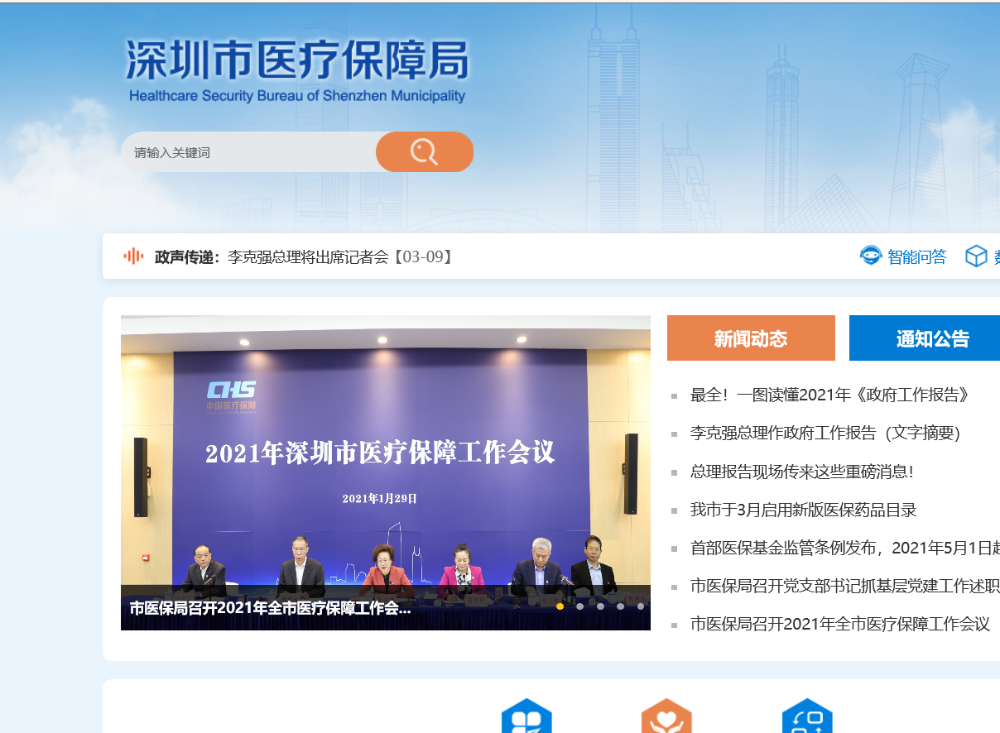 深圳市医疗保障局
Healthcare Security Bureau of Shenzhen Municipality
请输入关键词
政声传递： 李克强总理将出席记者会【03-09】
智能问答
CHS
中国医疗保障
2021年深圳市医疗保障工作会议
2021年1月29日
市医保局召开2021年全市医疗保障工作会...
新闻动态
通知公告
最全！一图读懂2021年《政府工作报告》
李克强总理作政府工作报告（文字摘要）
总理报告现场传来这些重磅消息！
我市于3月启用新版医保药品目录
首部医保基金监管条例发布，2021年5月1日起
市医保局召开党支部书记抓基层党建工作述职
市医保局召开2021年全市医疗保障工作会议